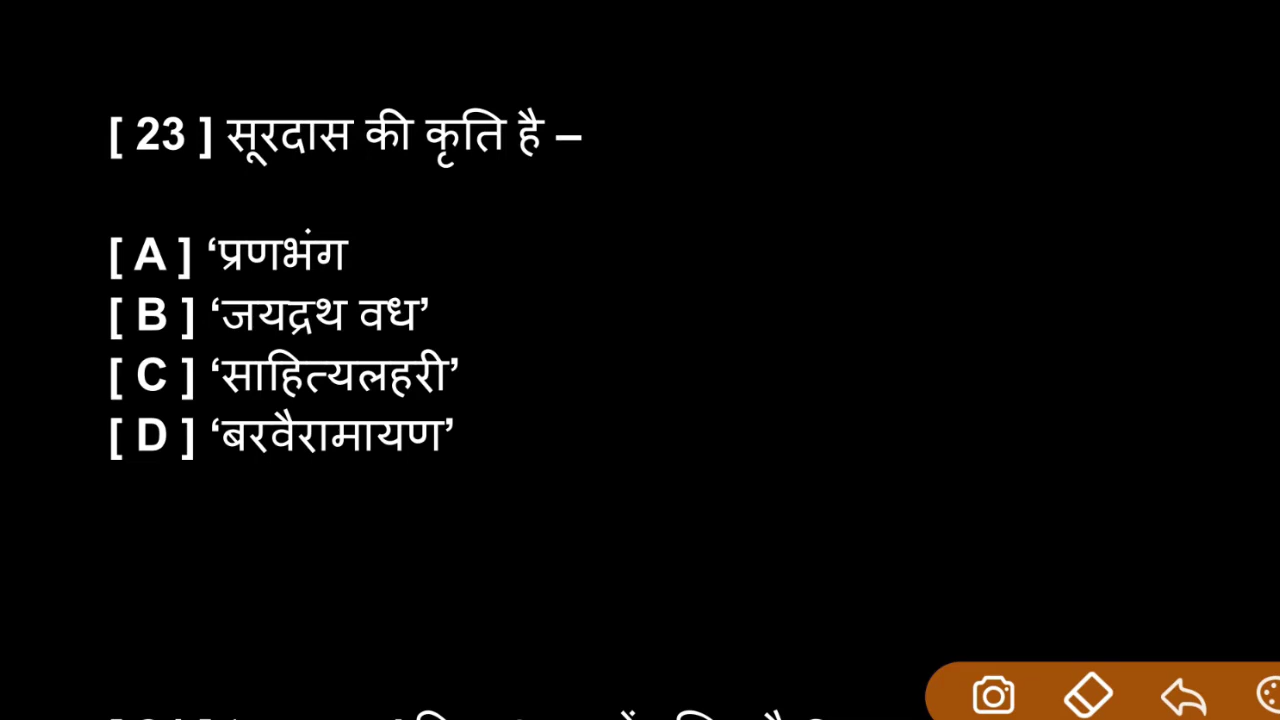 [ 23 ] सूरदास की कृति है –
[ A ] ‘प्रणभंग
[ B ] ‘जयद्रथ वध’
[ C ] ‘साहित्यलहरी’
[ D ] ‘बरवैरामायण’